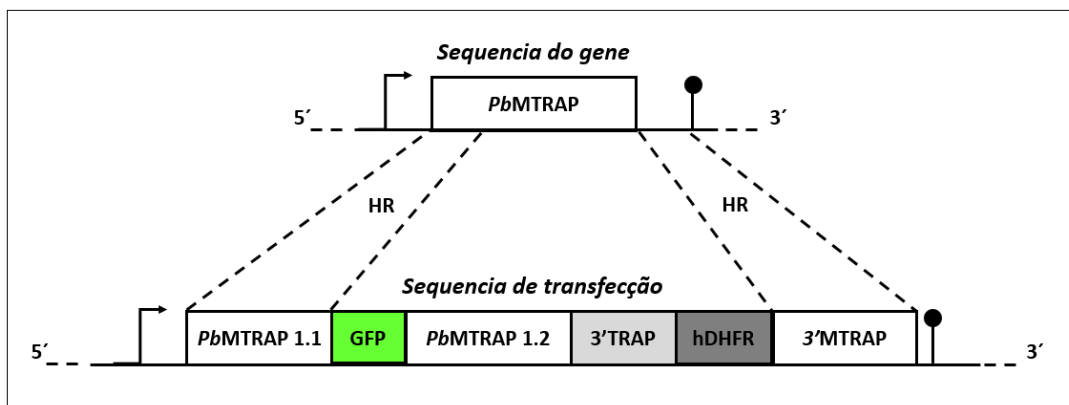 Sequencia do gene
PbMTRAP
5´ 3´
HR HR
Sequencia de transfecção
PbMTRAP 1.1 GFP PbMTRAP 1.2 3’TRAP hDHFR 3’MTRAP
5´ 3´